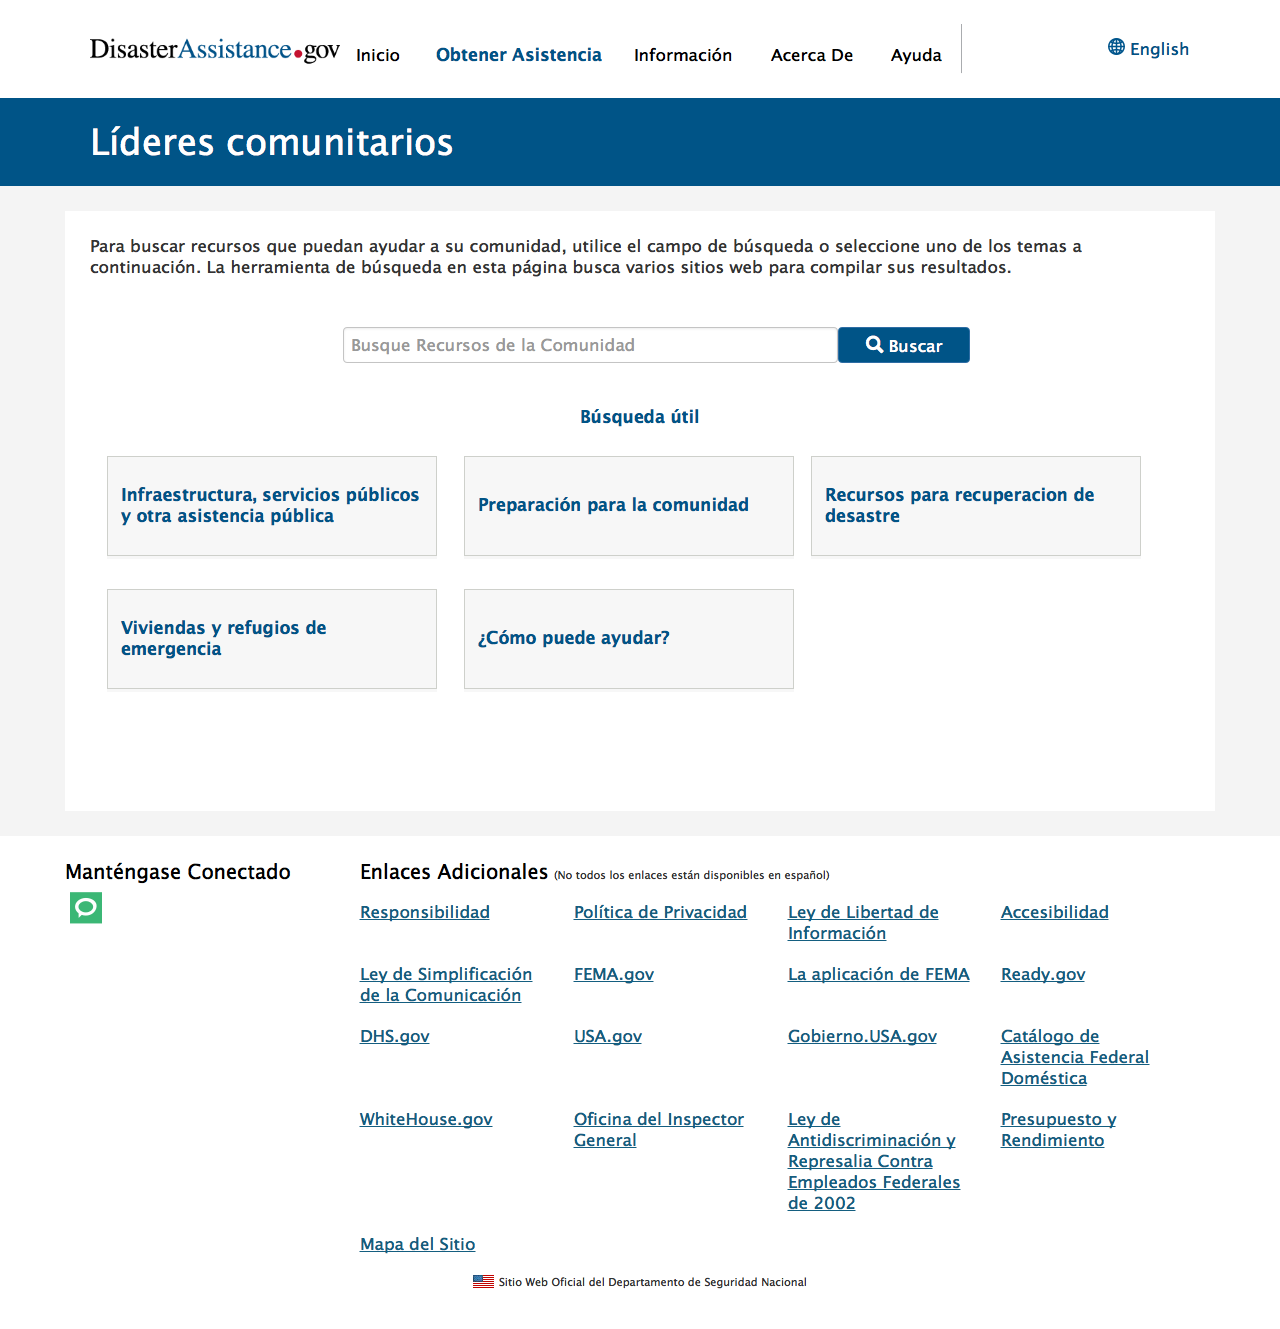 DisasterAssistance.gov
Inicio
Obtener Asistencia
Información
Acerca De
Ayuda
English
Líderes comunitarios
Para buscar recursos que puedan ayudar a su comunidad, utilice el campo de búsqueda o seleccione uno de los temas a
continuación. La herramienta de búsqueda en esta página busca varios sitios web para compilar sus resultados.
Busque Recursos de la Comunidad
Buscar
Búsqueda útil
Infraestructura, servicios públicos
y otra asistencia pública
Preparación para la comunidad
Recursos para recuperacion de
desastre
Viviendas y refugios de
emergencia
¿Cómo puede ayudar?
Manténgase Conectado
Enlaces Adicionales (No todos los enlaces están disponibles en español)
Responsibilidad
Política de Privacidad
Ley de Libertad de
Información
Accesibilidad
Ley de Simplificación
de la Comunicación
FEMA.gov
La aplicación de FEMA
Ready.gov
DHS.gov
USA.gov
Gobierno.USA.gov
Catálogo de
Asistencia Federal
Doméstica
WhiteHouse.gov
Oficina del Inspector
General
Ley de
Antidiscriminación y
Represalia Contra
Empleados Federales
de 2002
Presupuesto y
Rendimiento
Mapa del Sitio
Sitio Web Oficial del Departamento de Seguridad Nacional